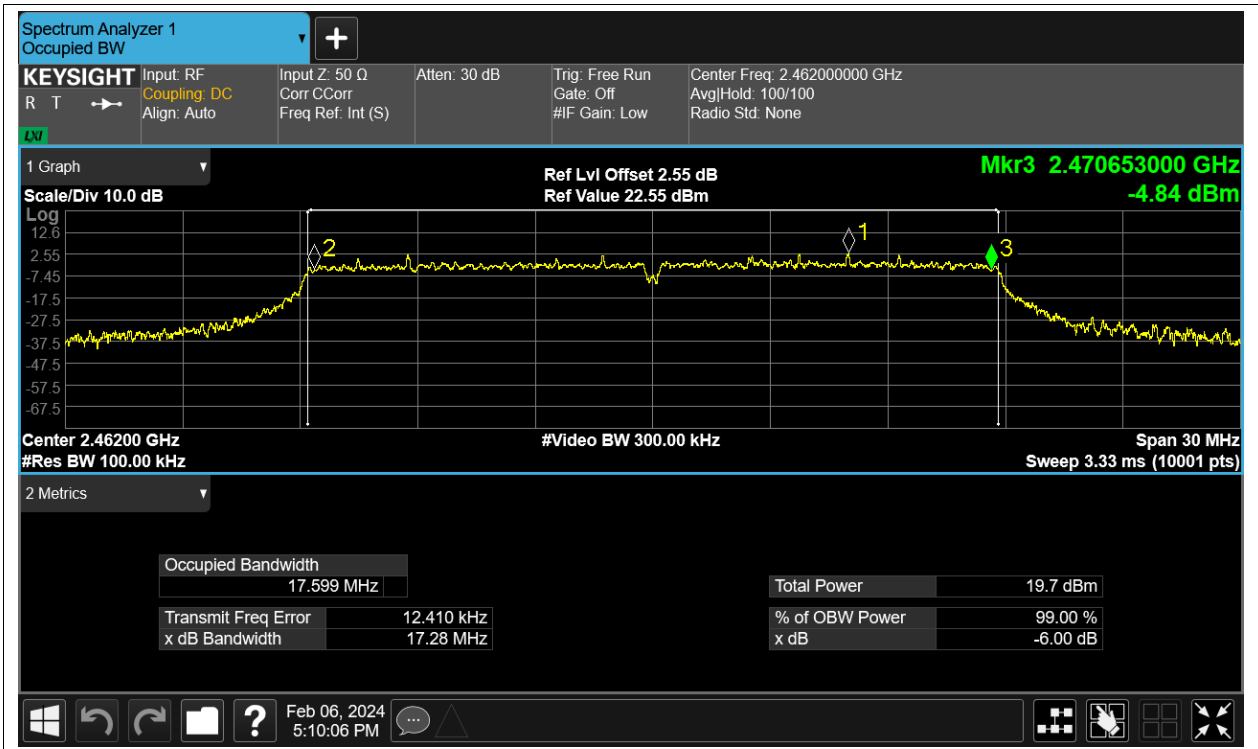 Spectrum Analyzer 1
Occupied BW
KEYSIGHT Input: RF Input Z: 50 Ω Atten: 30 dB Trig: Free Run Center Freq: 2.462000000 GHz
R T Coupling: DC Corr CCorr Gate: Off Avg|Hold: 100/100
Align: Auto Freq Ref: Int (S) #IF Gain: Low Radio Std: None
LXI
1 Graph Ref Lvl Offset 2.55 dB Mkr3 2.470653000 GHz
Scale/Div 10.0 dB Ref Value 22.55 dBm -4.84 dBm
Log
12.6
2.55
-7.45
-17.5
-27.5
-37.5
-47.5
-57.5
-67.5
2 1 3
Center 2.46200 GHz #Video BW 300.00 kHz Span 30 MHz
#Res BW 100.00 kHz Sweep 3.33 ms (10001 pts)
2 Metrics
Occupied Bandwidth
17.599 MHz Total Power 19.7 dBm
Transmit Freq Error 12.410 kHz % of OBW Power 99.00 %
x dB Bandwidth 17.28 MHz x dB -6.00 dB
? Feb 06, 2024
5:10:06 PM